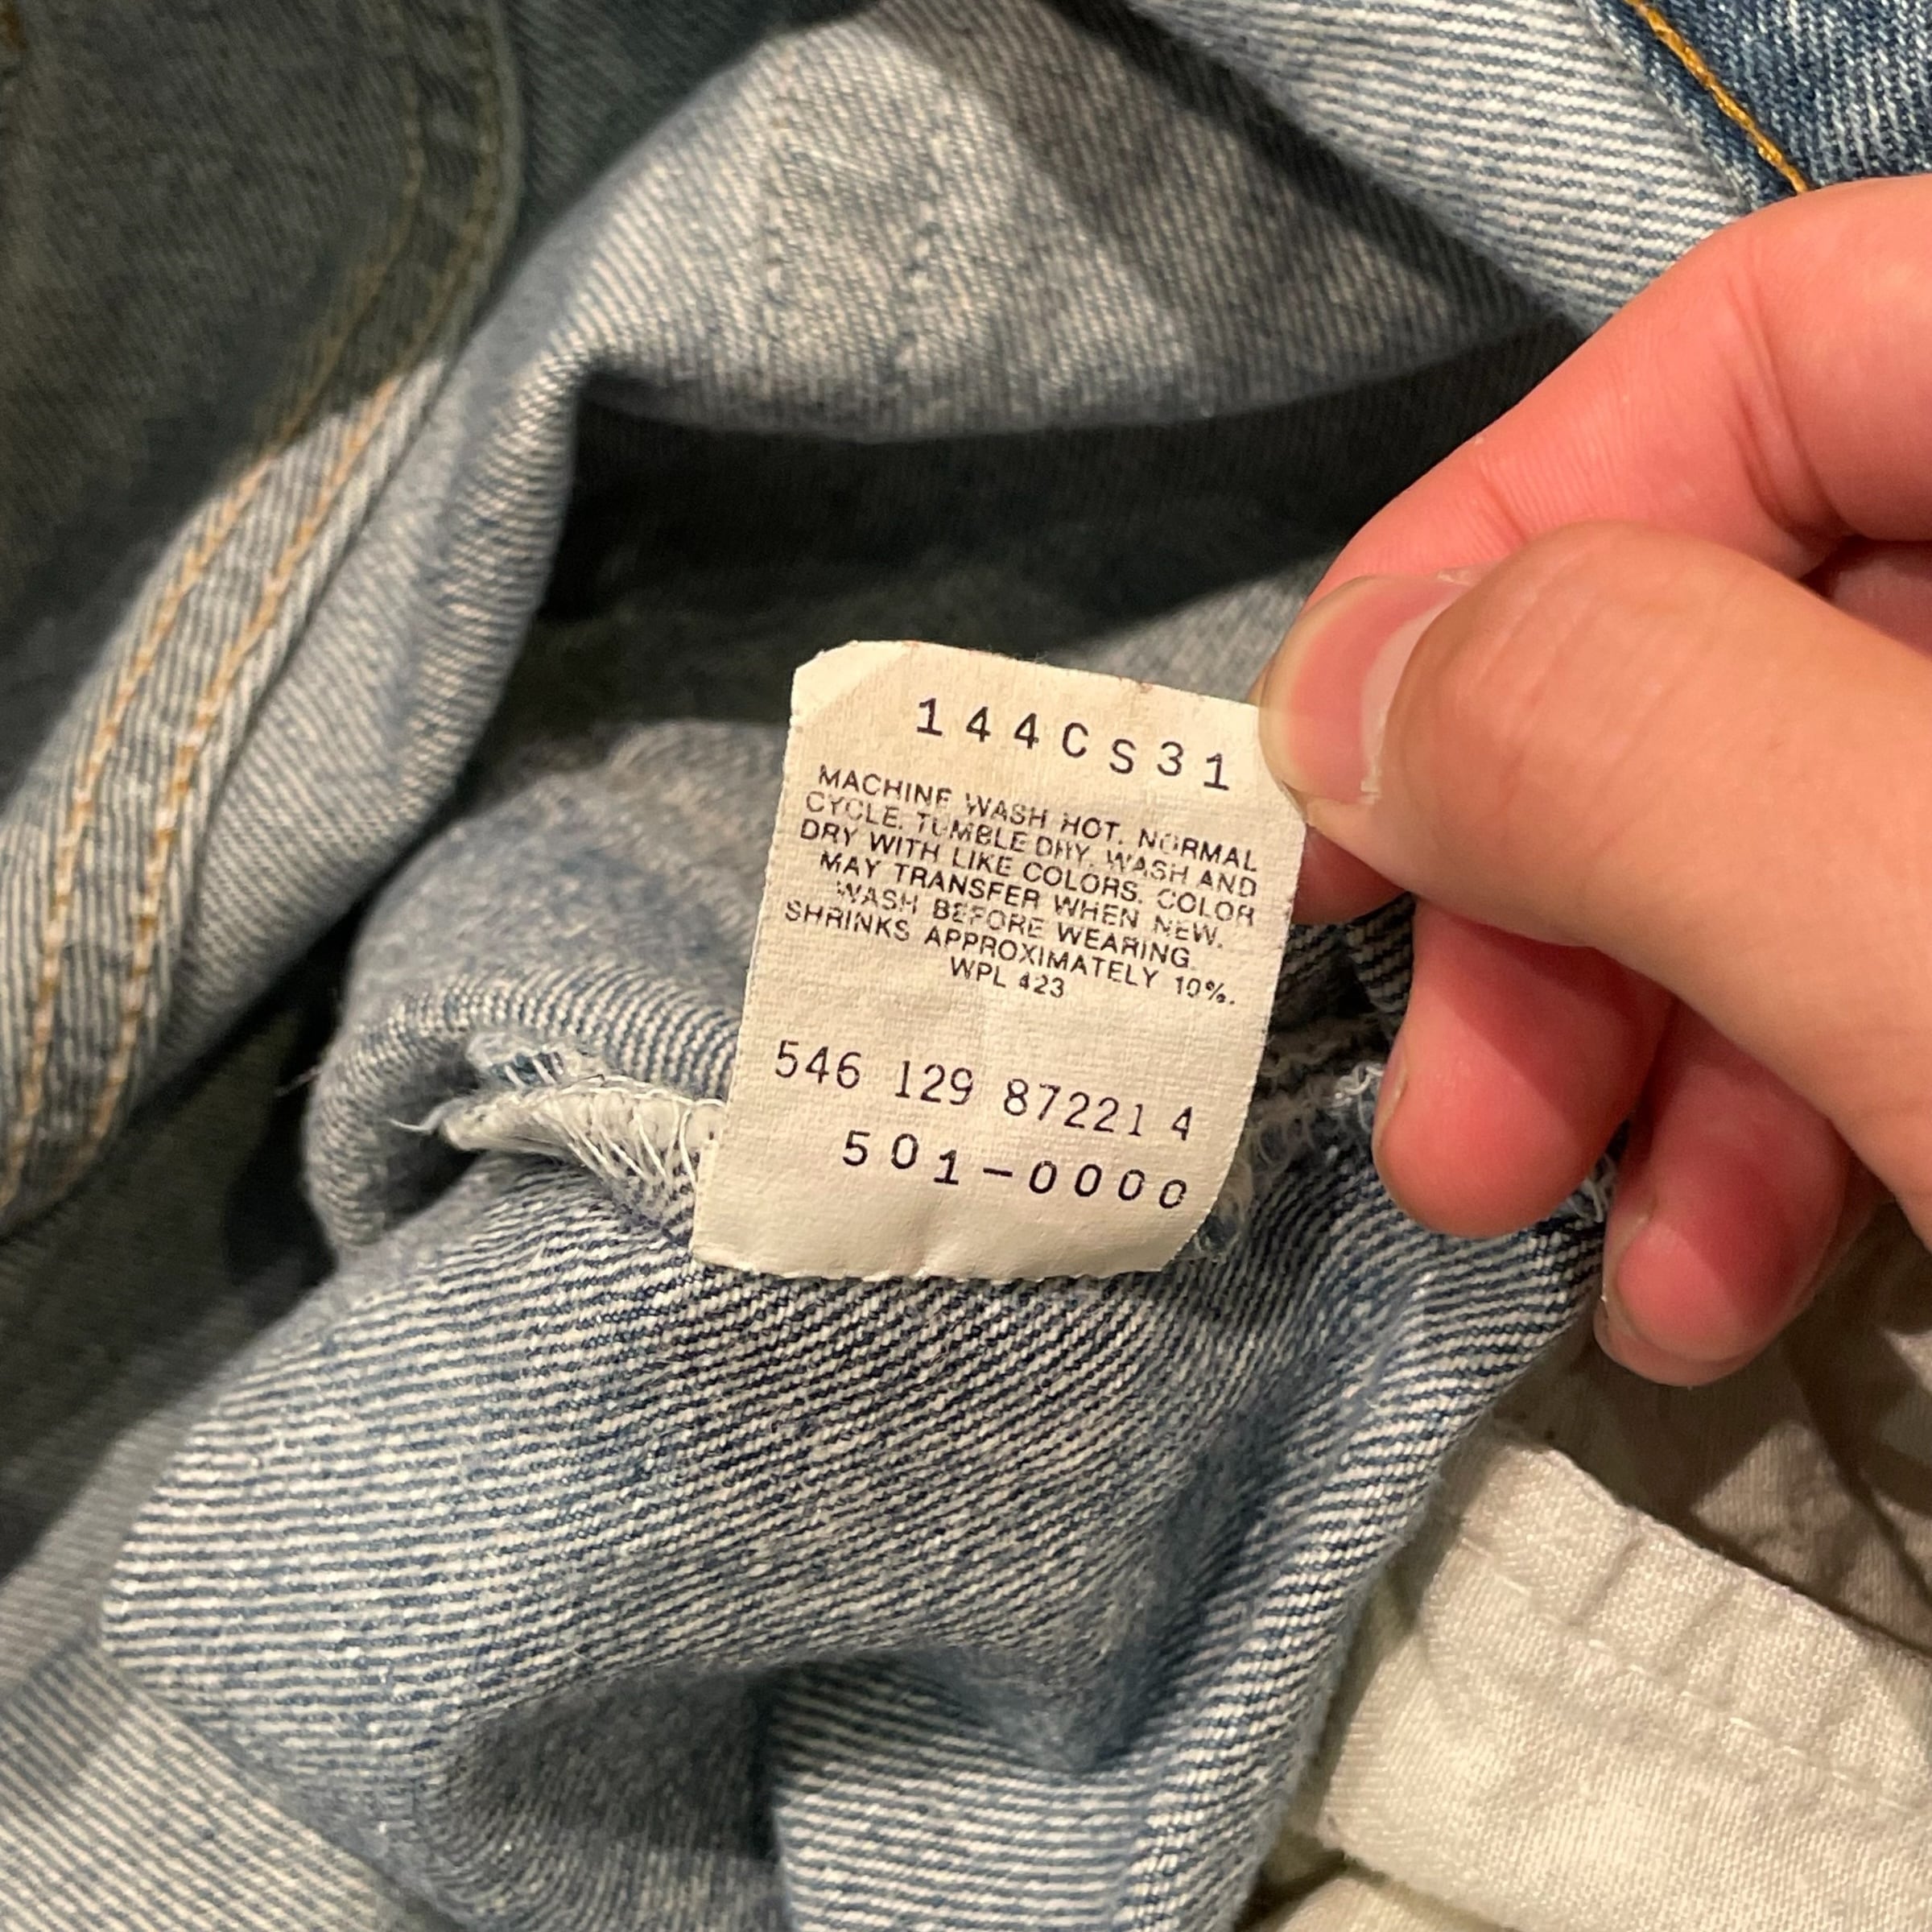 144CS31
MACHINE WASH HOT. NORMAL
CYCLE. TUMBLE DRY. WASH AND
DRY WITH LIKE COLORS. COLOR
MAY TRANSFER WHEN NEW.
WASH BEFORE WEARING.
SHRINKS APPROXIMATELY 10%.
WPL 423
546 129 87221 4
501-0000